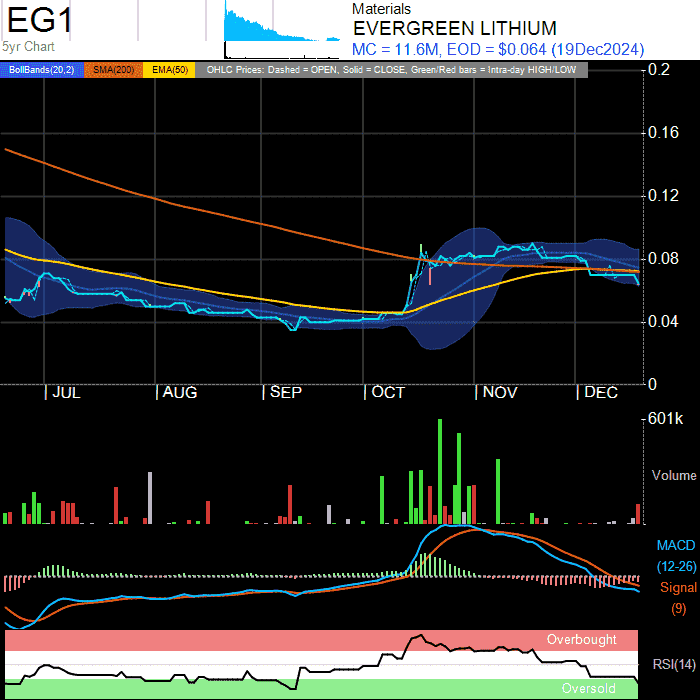 EG1
5yr Chart
Materials
EVERGREEN LITHIUM
MC = 11.6M, EOD = $0.064 (19Dec2024)
BollBands(20,2) SMA(200) EMA(50) OHLC Prices: Dashed = OPEN, Solid = CLOSE, Green/Red bars = Intra-day HIGH/LOW
0.2
0.16
0.12
0.08
0.04
0
JUL AUG SEP OCT NOV DEC
601k
Volume
MACD
(12-26)
Signal
(9)
Overbought
RSI(14)
Oversold